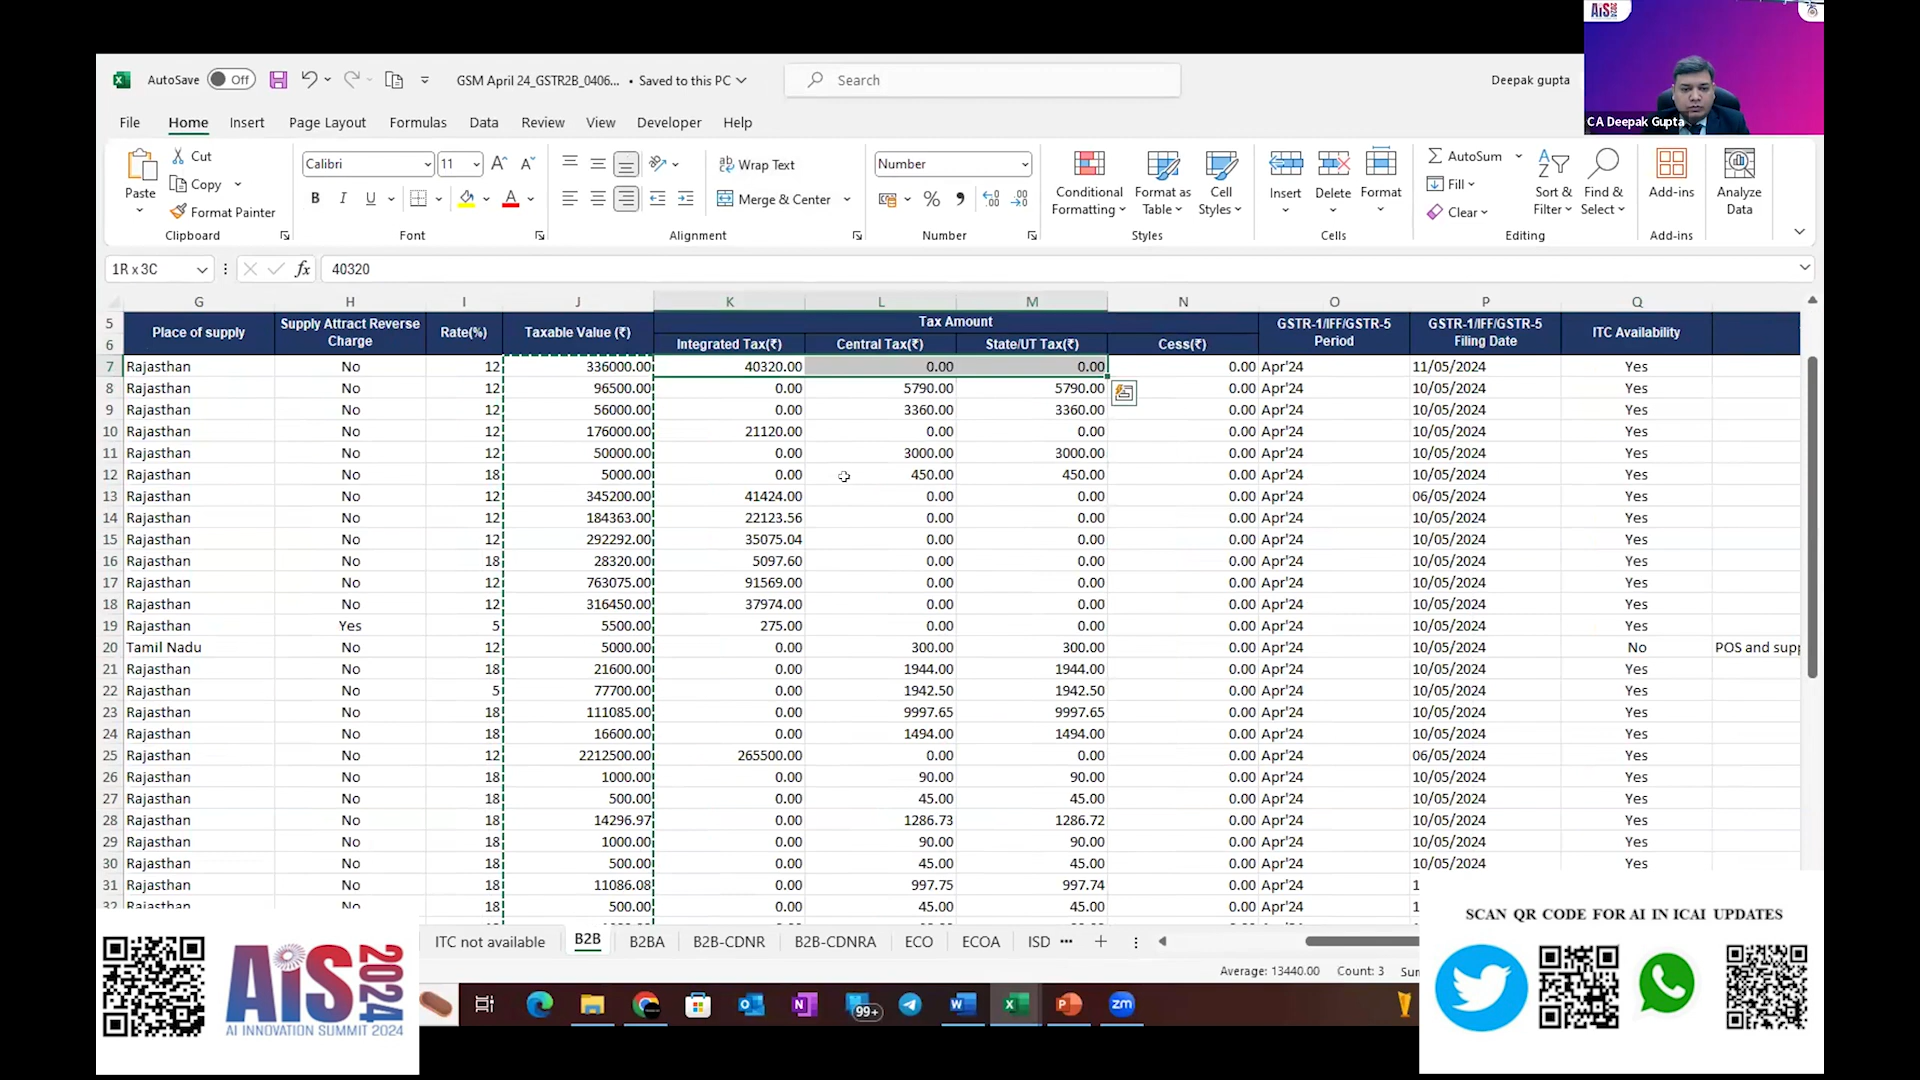 AiS 2024
CA Deepak Gupta
AutoSave Off GSM April 24_GSTR2B_0406... • Saved to this PC Search Deepak gupta
File Home Insert Page Layout Formulas Data Review View Developer Help
Paste Cut Copy Format Painter Clipboard
Calibri 11 B I U Font
Wrap Text Merge & Center Alignment
Number % Number
Conditional Formatting Format as Table Cell Styles Styles
Insert Delete Format Cells
AutoSum Fill Clear Sort & Filter Find & Select Editing
Add-ins Add-ins
Analyze Data
1R x 3C fx 40320
G H I J K L M N O P Q
5 6 Place of supply Supply Attract Reverse Charge Rate(%) Taxable Value (₹) Tax Amount Integrated Tax(₹) Central Tax(₹) State/UT Tax(₹) Cess(₹) GSTR-1/IFF/GSTR-5 Period GSTR-1/IFF/GSTR-5 Filing Date ITC Availability
7 Rajasthan No 12 336000.00 40320.00 0.00 0.00 0.00 Apr'24 11/05/2024 Yes
8 Rajasthan No 12 96500.00 0.00 5790.00 5790.00 0.00 Apr'24 10/05/2024 Yes
9 Rajasthan No 12 56000.00 0.00 3360.00 3360.00 0.00 Apr'24 10/05/2024 Yes
10 Rajasthan No 12 176000.00 21120.00 0.00 0.00 0.00 Apr'24 10/05/2024 Yes
11 Rajasthan No 12 50000.00 0.00 3000.00 3000.00 0.00 Apr'24 10/05/2024 Yes
12 Rajasthan No 18 5000.00 0.00 450.00 450.00 0.00 Apr'24 10/05/2024 Yes
13 Rajasthan No 12 345200.00 41424.00 0.00 0.00 0.00 Apr'24 06/05/2024 Yes
14 Rajasthan No 12 184363.00 22123.56 0.00 0.00 0.00 Apr'24 10/05/2024 Yes
15 Rajasthan No 12 292292.00 35075.04 0.00 0.00 0.00 Apr'24 10/05/2024 Yes
16 Rajasthan No 18 28320.00 5097.60 0.00 0.00 0.00 Apr'24 10/05/2024 Yes
17 Rajasthan No 12 763075.00 91569.00 0.00 0.00 0.00 Apr'24 10/05/2024 Yes
18 Rajasthan No 12 316450.00 37974.00 0.00 0.00 0.00 Apr'24 10/05/2024 Yes
19 Rajasthan Yes 5 5500.00 275.00 0.00 0.00 0.00 Apr'24 10/05/2024 Yes
20 Tamil Nadu No 12 5000.00 0.00 300.00 300.00 0.00 Apr'24 10/05/2024 No POS and supp
21 Rajasthan No 18 21600.00 0.00 1944.00 1944.00 0.00 Apr'24 10/05/2024 Yes
22 Rajasthan No 5 77700.00 0.00 1942.50 1942.50 0.00 Apr'24 10/05/2024 Yes
23 Rajasthan No 18 111085.00 0.00 9997.65 9997.65 0.00 Apr'24 10/05/2024 Yes
24 Rajasthan No 18 16600.00 0.00 1494.00 1494.00 0.00 Apr'24 10/05/2024 Yes
25 Rajasthan No 12 2212500.00 265500.00 0.00 0.00 0.00 Apr'24 06/05/2024 Yes
26 Rajasthan No 18 1000.00 0.00 90.00 90.00 0.00 Apr'24 10/05/2024 Yes
27 Rajasthan No 18 500.00 0.00 45.00 45.00 0.00 Apr'24 10/05/2024 Yes
28 Rajasthan No 18 14296.97 0.00 1286.73 1286.72 0.00 Apr'24 10/05/2024 Yes
29 Rajasthan No 18 1000.00 0.00 90.00 90.00 0.00 Apr'24 10/05/2024 Yes
30 Rajasthan No 18 500.00 0.00 45.00 45.00 0.00 Apr'24 10/05/2024 Yes
31 Rajasthan No 18 11086.08 0.00 997.75 997.74 0.00 Apr'24 1
32 Rajasthan No 18 500.00 0.00 45.00 45.00 0.00 Apr'24 1
ITC not available B2B B2BA B2B-CDNR B2B-CDNRA ECO ECOA ISD
Average: 13440.00 Count: 3 Sum
99+ zm
AiS 2024
AI INNOVATION SUMMIT 2024
SCAN QR CODE FOR AI IN ICAI UPDATES